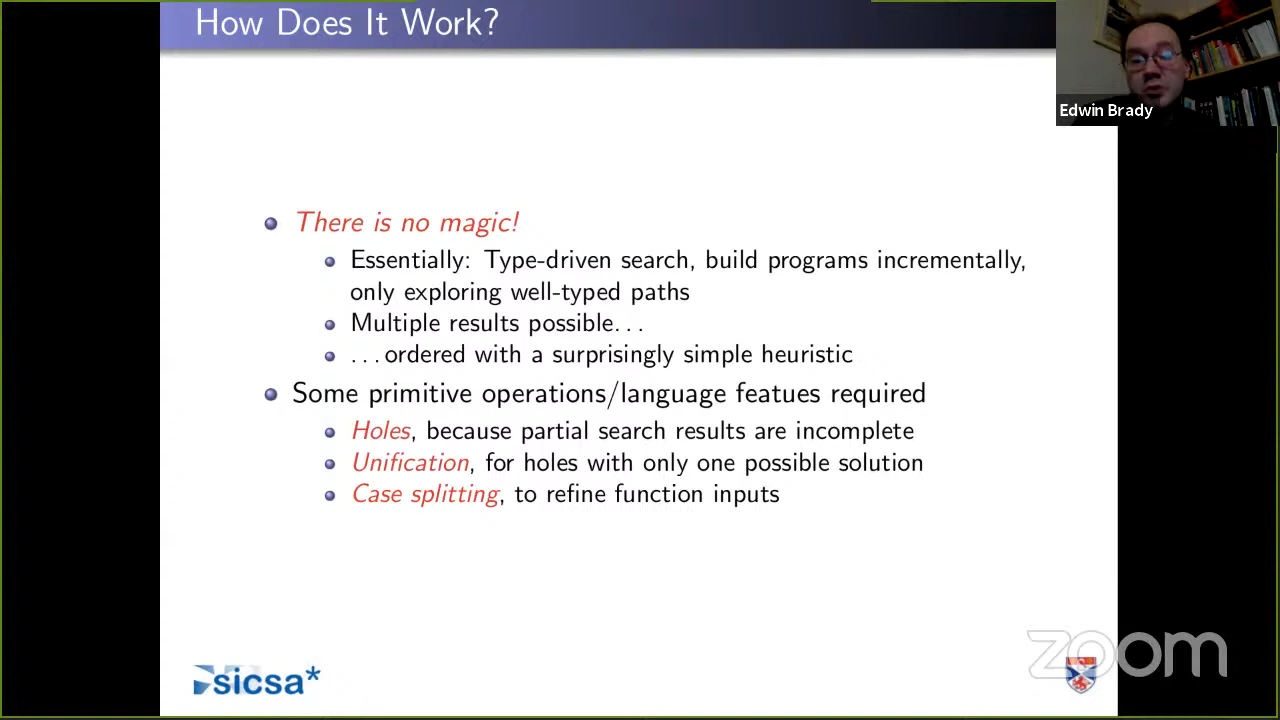 How Does It Work?
Edwin Brady
There is no magic!
Essentially: Type-driven search, build programs incrementally,
only exploring well-typed paths
Multiple results possible...
...ordered with a surprisingly simple heuristic
Some primitive operations/language featues required
Holes, because partial search results are incomplete
Unification, for holes with only one possible solution
Case splitting, to refine function inputs
sicsa*
zoom